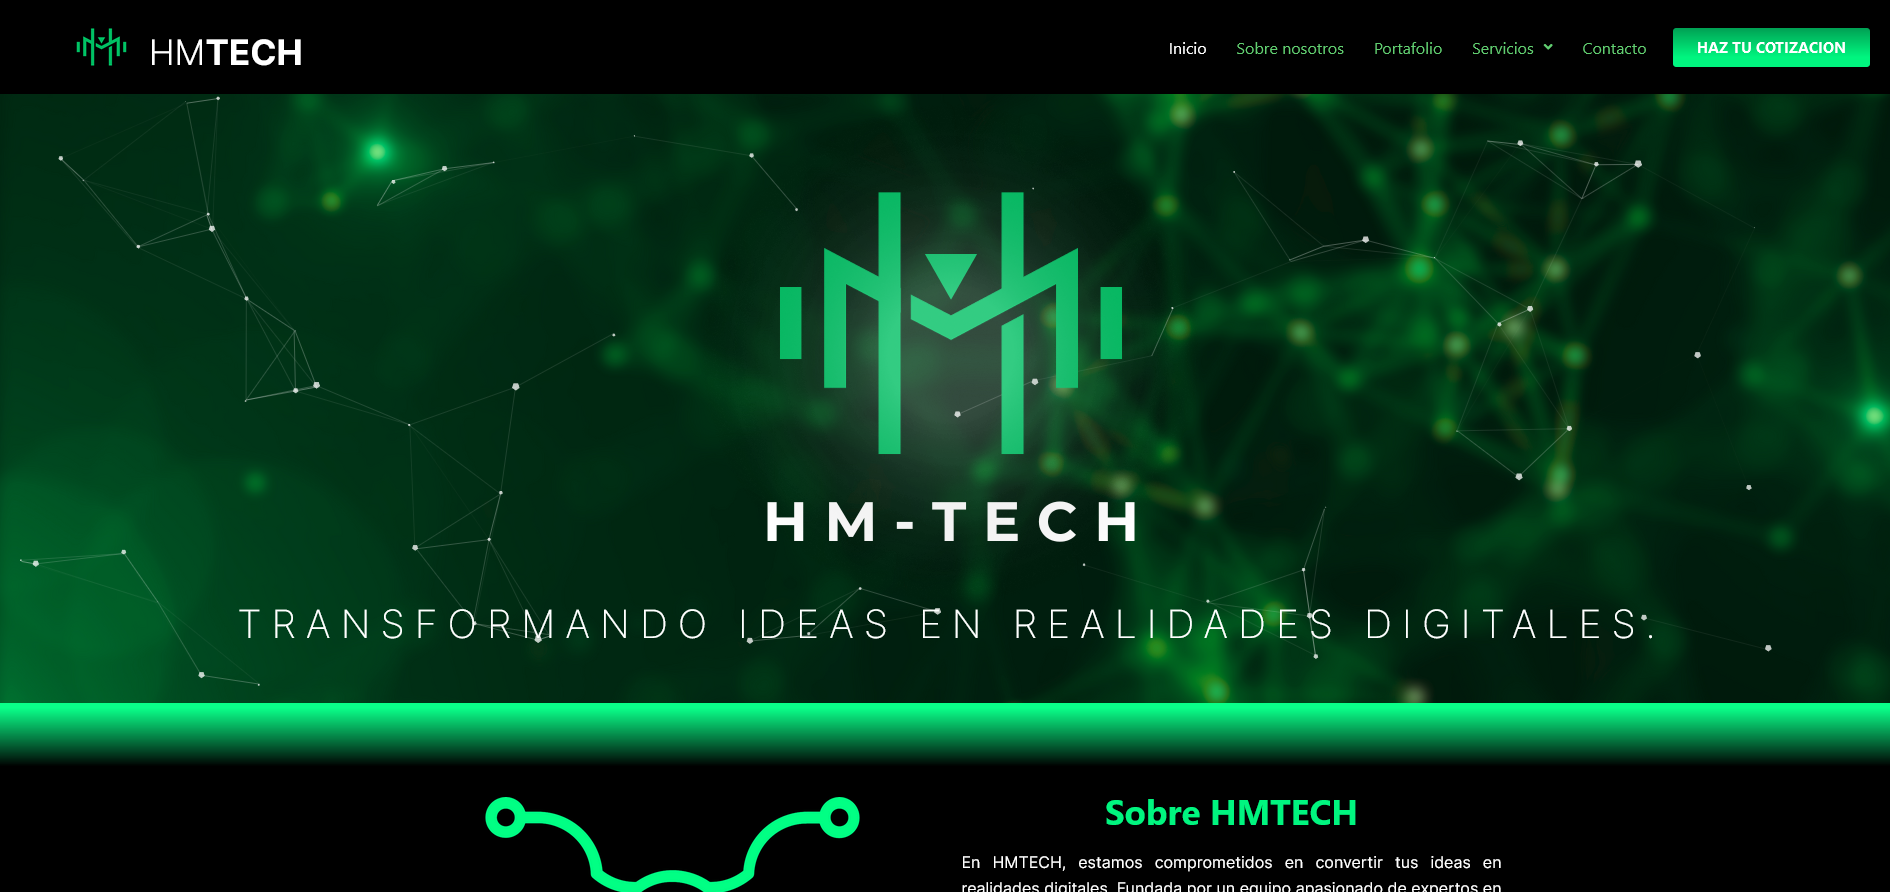 HMTECH
Inicio
Sobre nosotros
Portafolio
Servicios
Contacto
HAZ TU COTIZACION
HM-TECH
TRANSFORMANDO IDEAS EN REALIDADES DIGITALES.
Sobre HMTECH
En HMTECH, estamos comprometidos en convertir tus ideas en
realidades digitales. Fundada por un equipo apasionado de expertos en